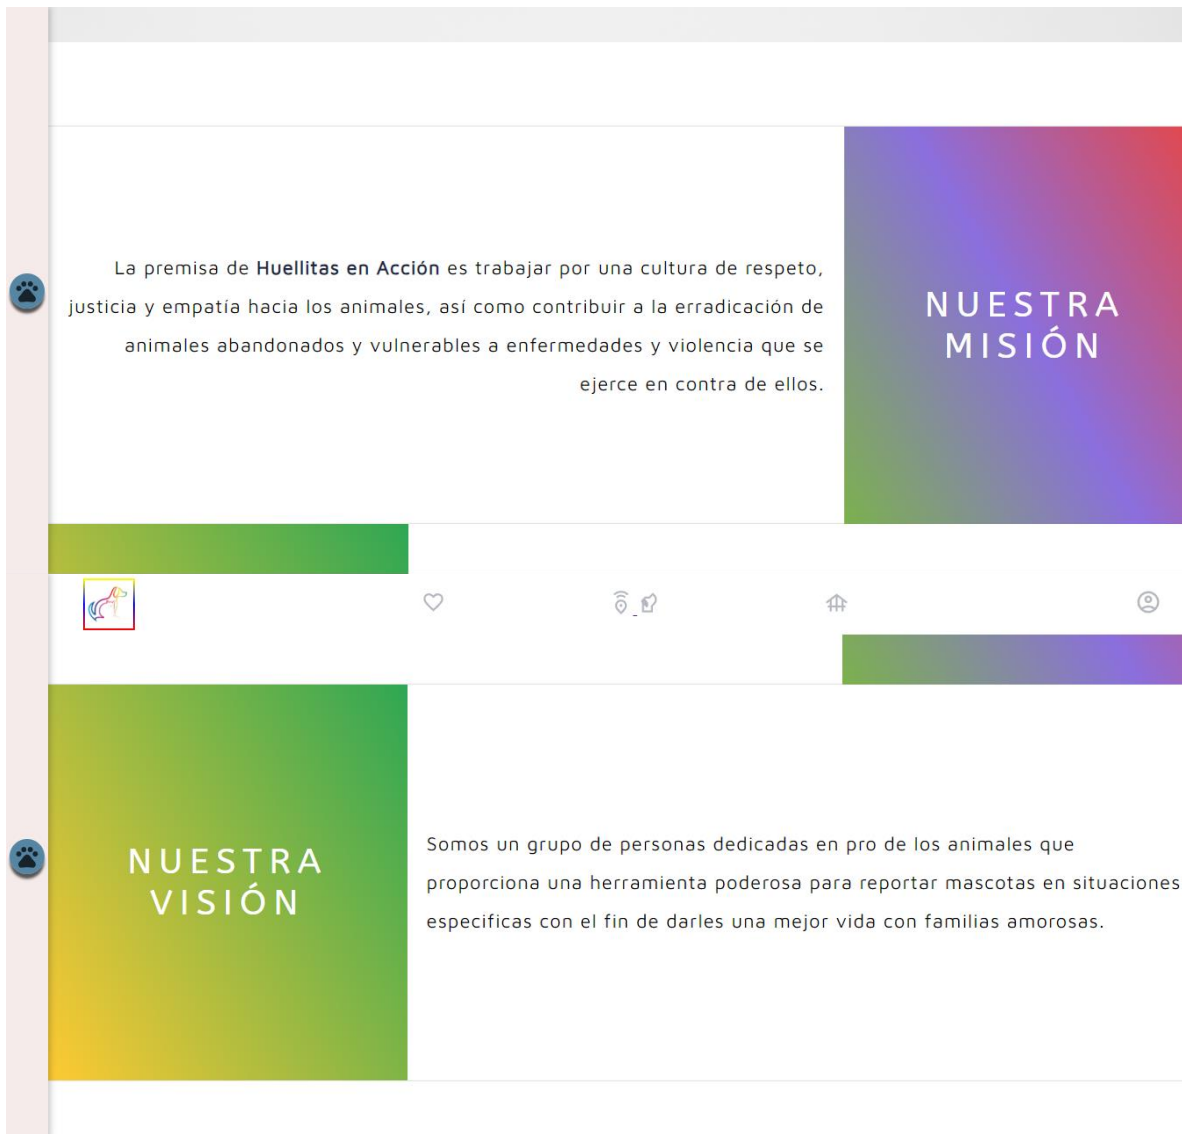 La premisa de Huellitas en Acción es trabajar por una cultura de respeto,
justicia y empatía hacia los animales, así como contribuir a la erradicación de
animales abandonados y vulnerables a enfermedades y violencia que se
ejerce en contra de ellos.
NUESTRA
MISIÓN
NUESTRA
VISIÓN
Somos un grupo de personas dedicadas en pro de los animales que
proporciona una herramienta poderosa para reportar mascotas en situaciones
especificas con el fin de darles una mejor vida con familias amorosas.